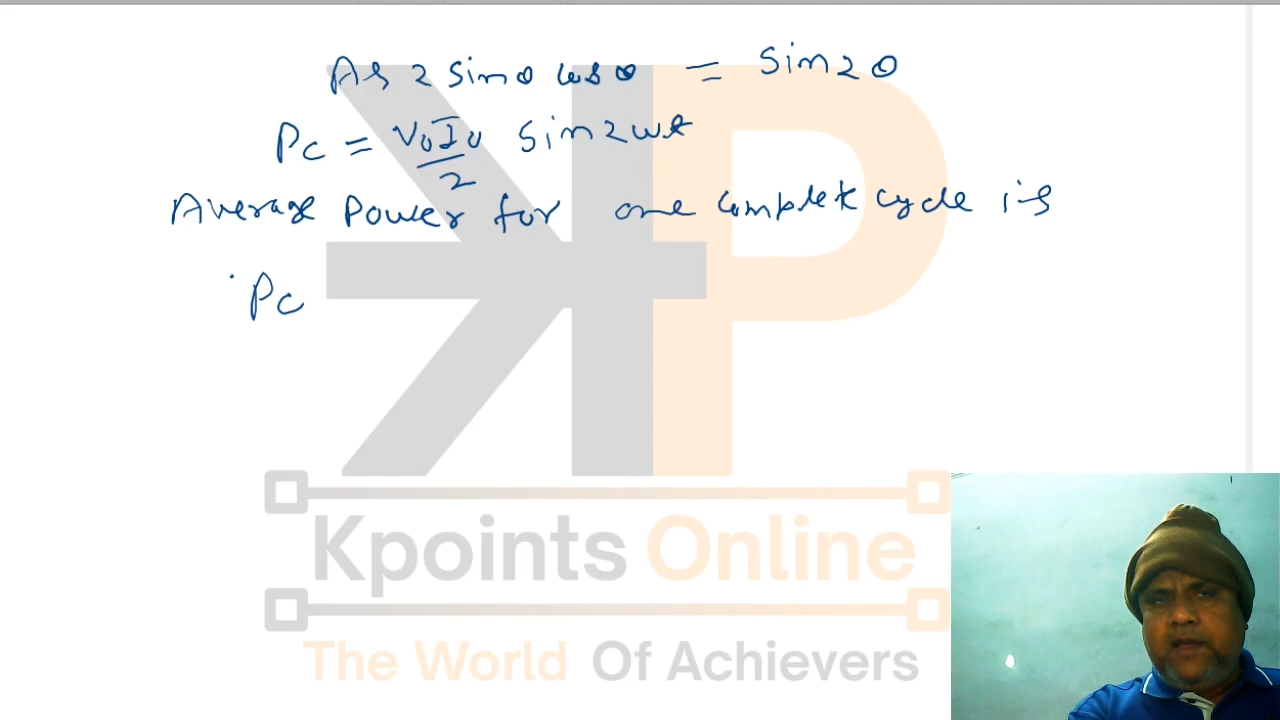 As 2 sinθ cosθ = sin2θ
Pc = V₀I₀/2 sin2ωt
Average Power for one complete cycle is
Pc
Kpoints Online
The World Of Achievers